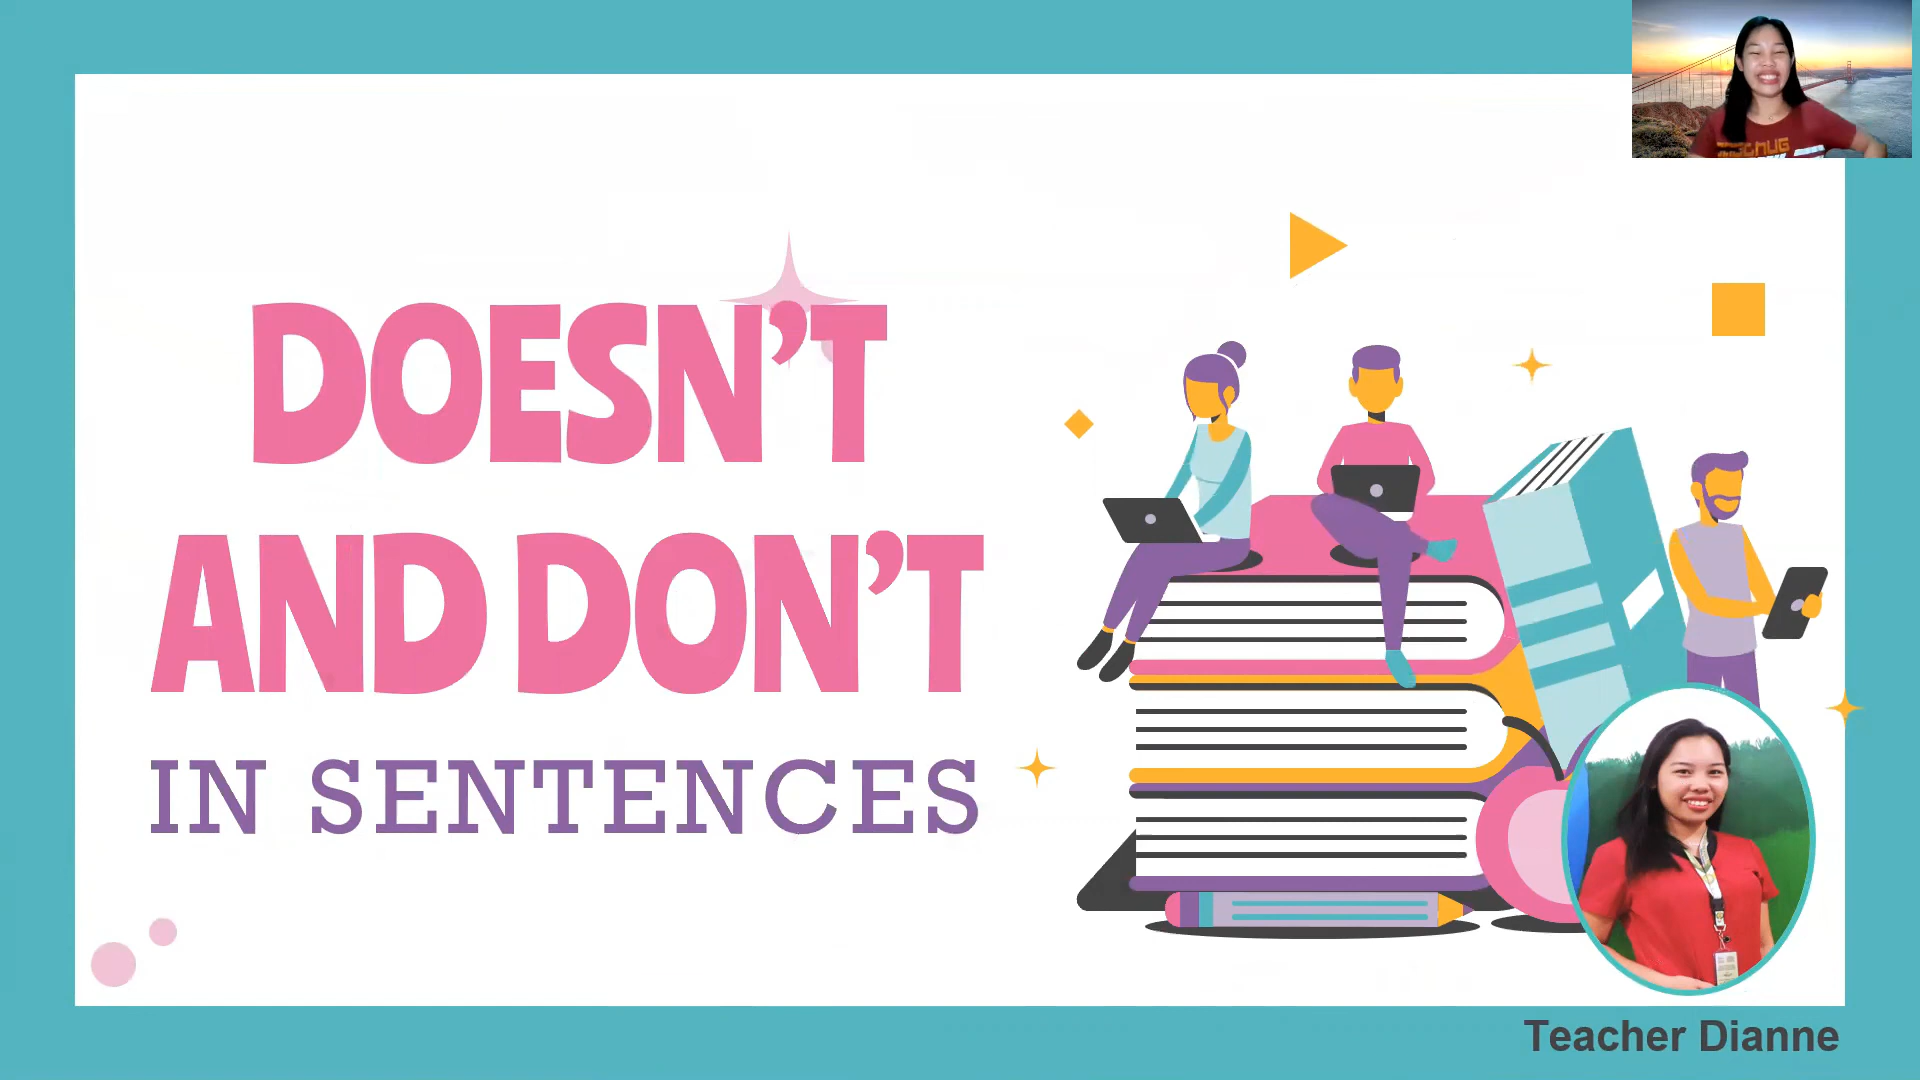 DOESN'T
AND DON'T
IN SENTENCES
Teacher Dianne